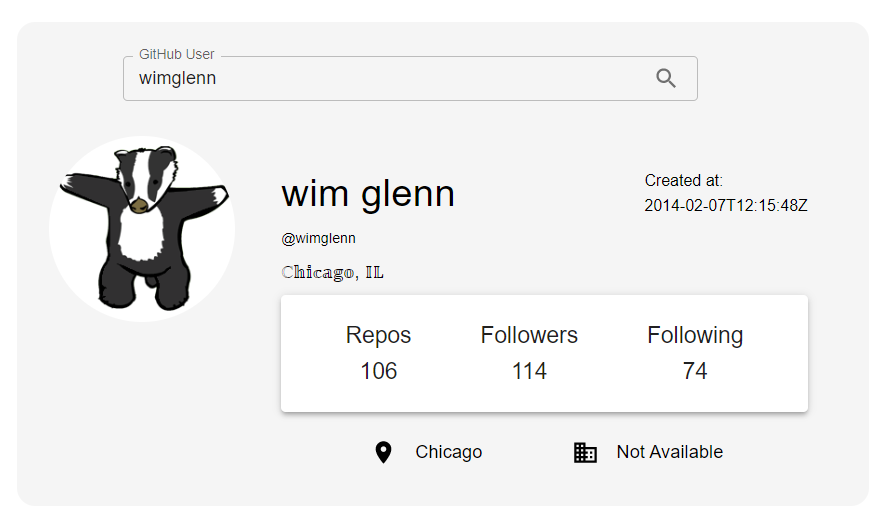 GitHub User
wimglenn
wim glenn
Created at:
2014-02-07T12:15:48Z
@wimglenn
ℂ𝕙𝕚𝕔𝕒𝕘𝕠, 𝕀𝕃
Repos Followers Following
106 114 74
Chicago Not Available